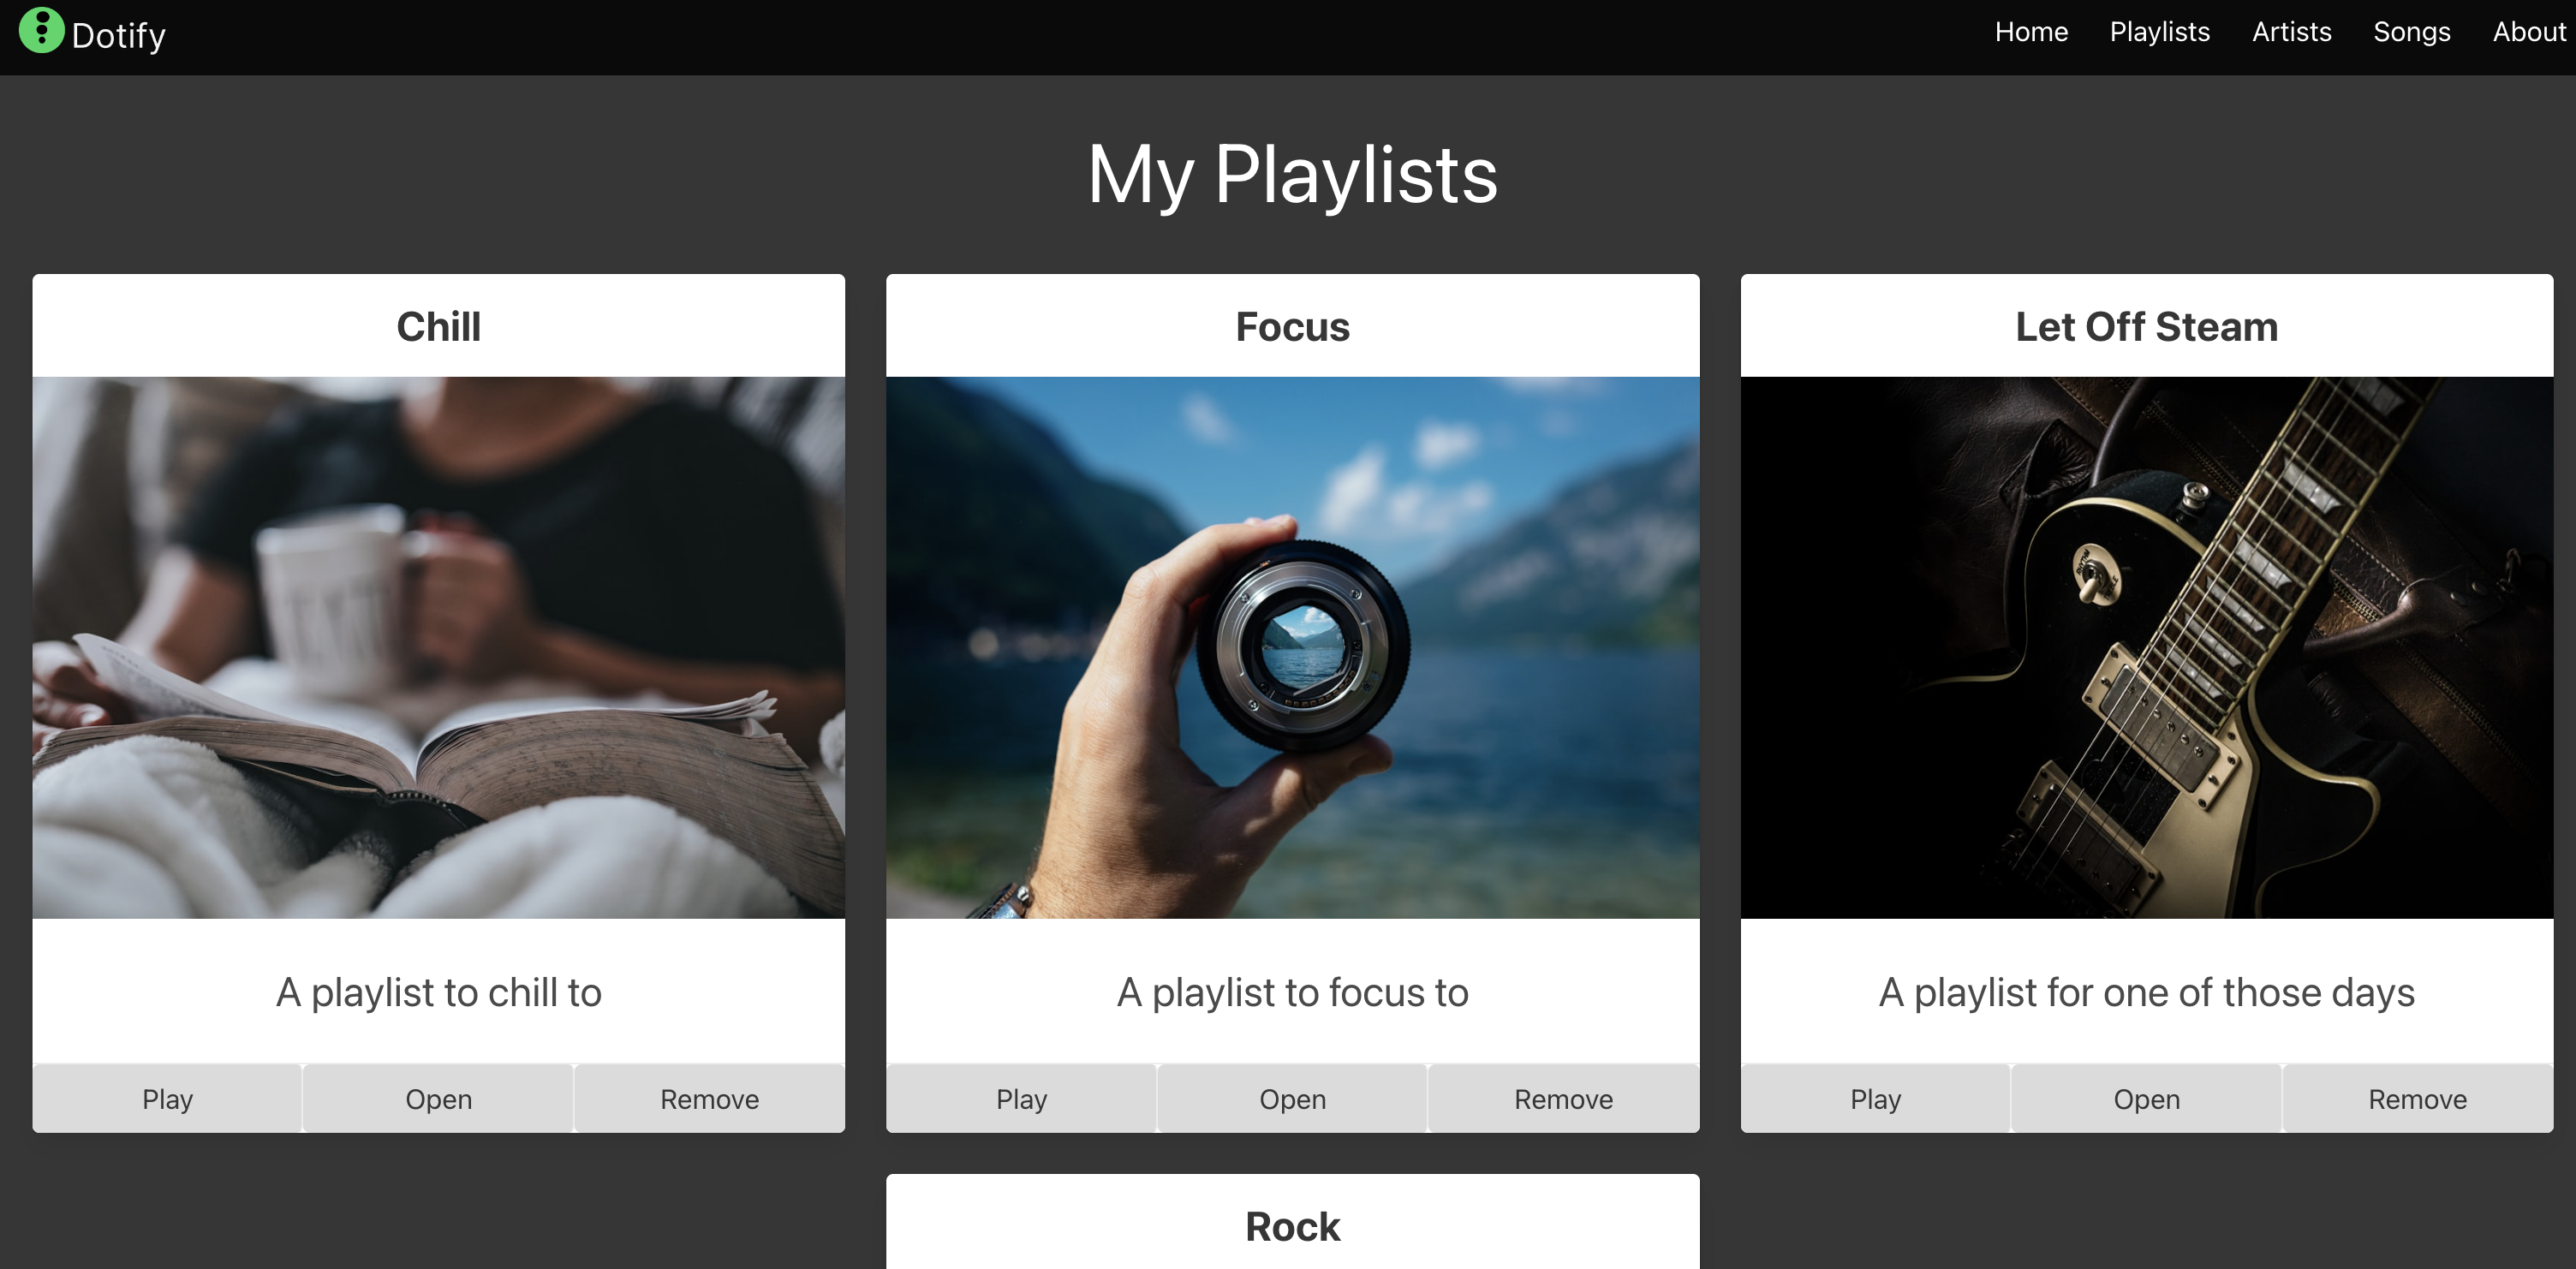 Dotify
Home Playlists Artists Songs About
My Playlists
Chill
Focus
Let Off Steam
A playlist to chill to
A playlist to focus to
A playlist for one of those days
Play Open Remove
Play Open Remove
Play Open Remove
Rock